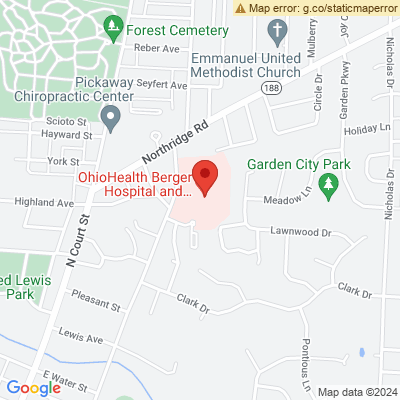 Map error: g.co/staticmaperror
Forest Cemetery
Reber Ave
Emmanuel United
Methodist Church
Mulberry
Joy C
Nicholas Dr
Pickaway
Chiropractic Center
Seyfert Ave
188
Circle Dr
Garden Pkwy
Scioto St
Hayward St
Northridge Rd
Holiday Ln
York St
OhioHealth Berger
Hospital and...
Garden City Park
Meadow Ln
Nicholas Dr
Highland Ave
N Court St
Lawnwood Dr
ed Lewis
Park
Pleasant St
Clark Dr
Clark Dr
Lewis Ave
Pontious Ln
E Water St
Google
Map data ©2024